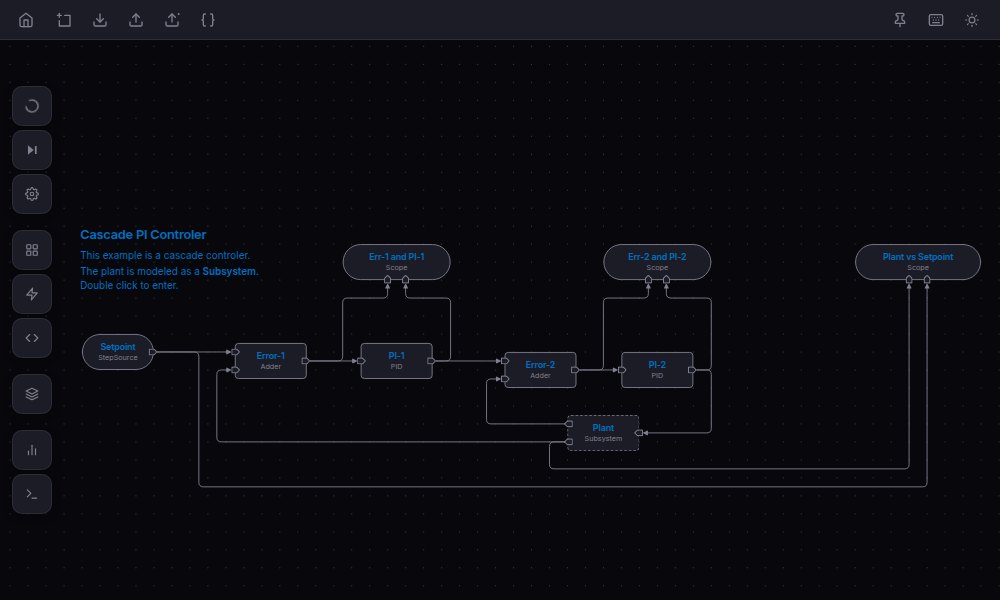 Cascade PI Controler
This example is a cascade controler.
The plant is modeled as a Subsystem.
Double click to enter.
Err-1 and PI-1
Scope
Err-2 and PI-2
Scope
Plant vs Setpoint
Scope
Setpoint
StepSource
Error-1
Adder
PI-1
PID
Error-2
Adder
PI-2
PID
Plant
Subsystem